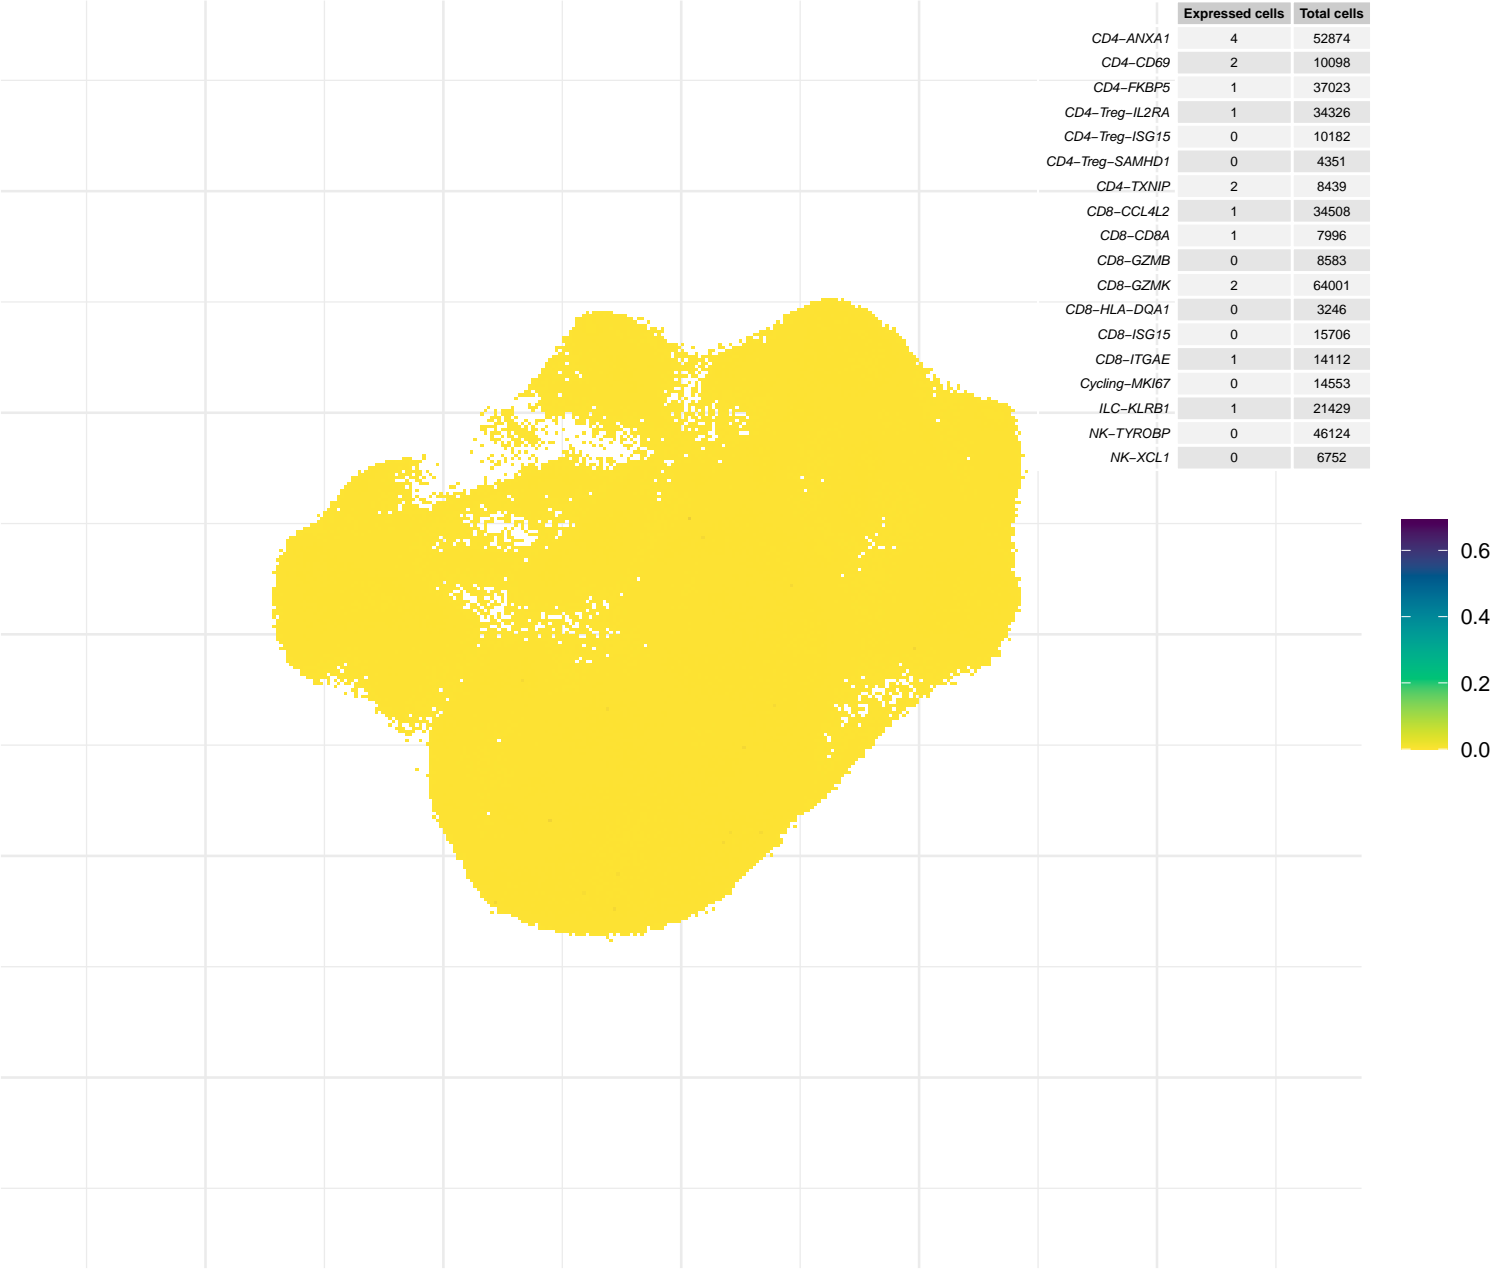 Expressed cells Total cells
CD4−ANXA1 4 52874
CD4−CD69 2 10098
CD4−FKBP5 1 37023
CD4−Treg−IL2RA 1 34326
CD4−Treg−ISG15 0 10182
CD4−Treg−SAMHD1 0 4351
CD4−TXNIP 2 8439
CD8−CCL4L2 1 34508
CD8−CD8A 1 7996
CD8−GZMB 0 8583
CD8−GZMK 2 64001
CD8−HLA−DQA1 0 3246
CD8−ISG15 0 15706
CD8−ITGAE 1 14112
Cycling−MKI67 0 14553
ILC−KLRB1 1 21429
NK−TYROBP 0 46124
NK−XCL1 0 6752
0.6
0.4
0.2
0.0